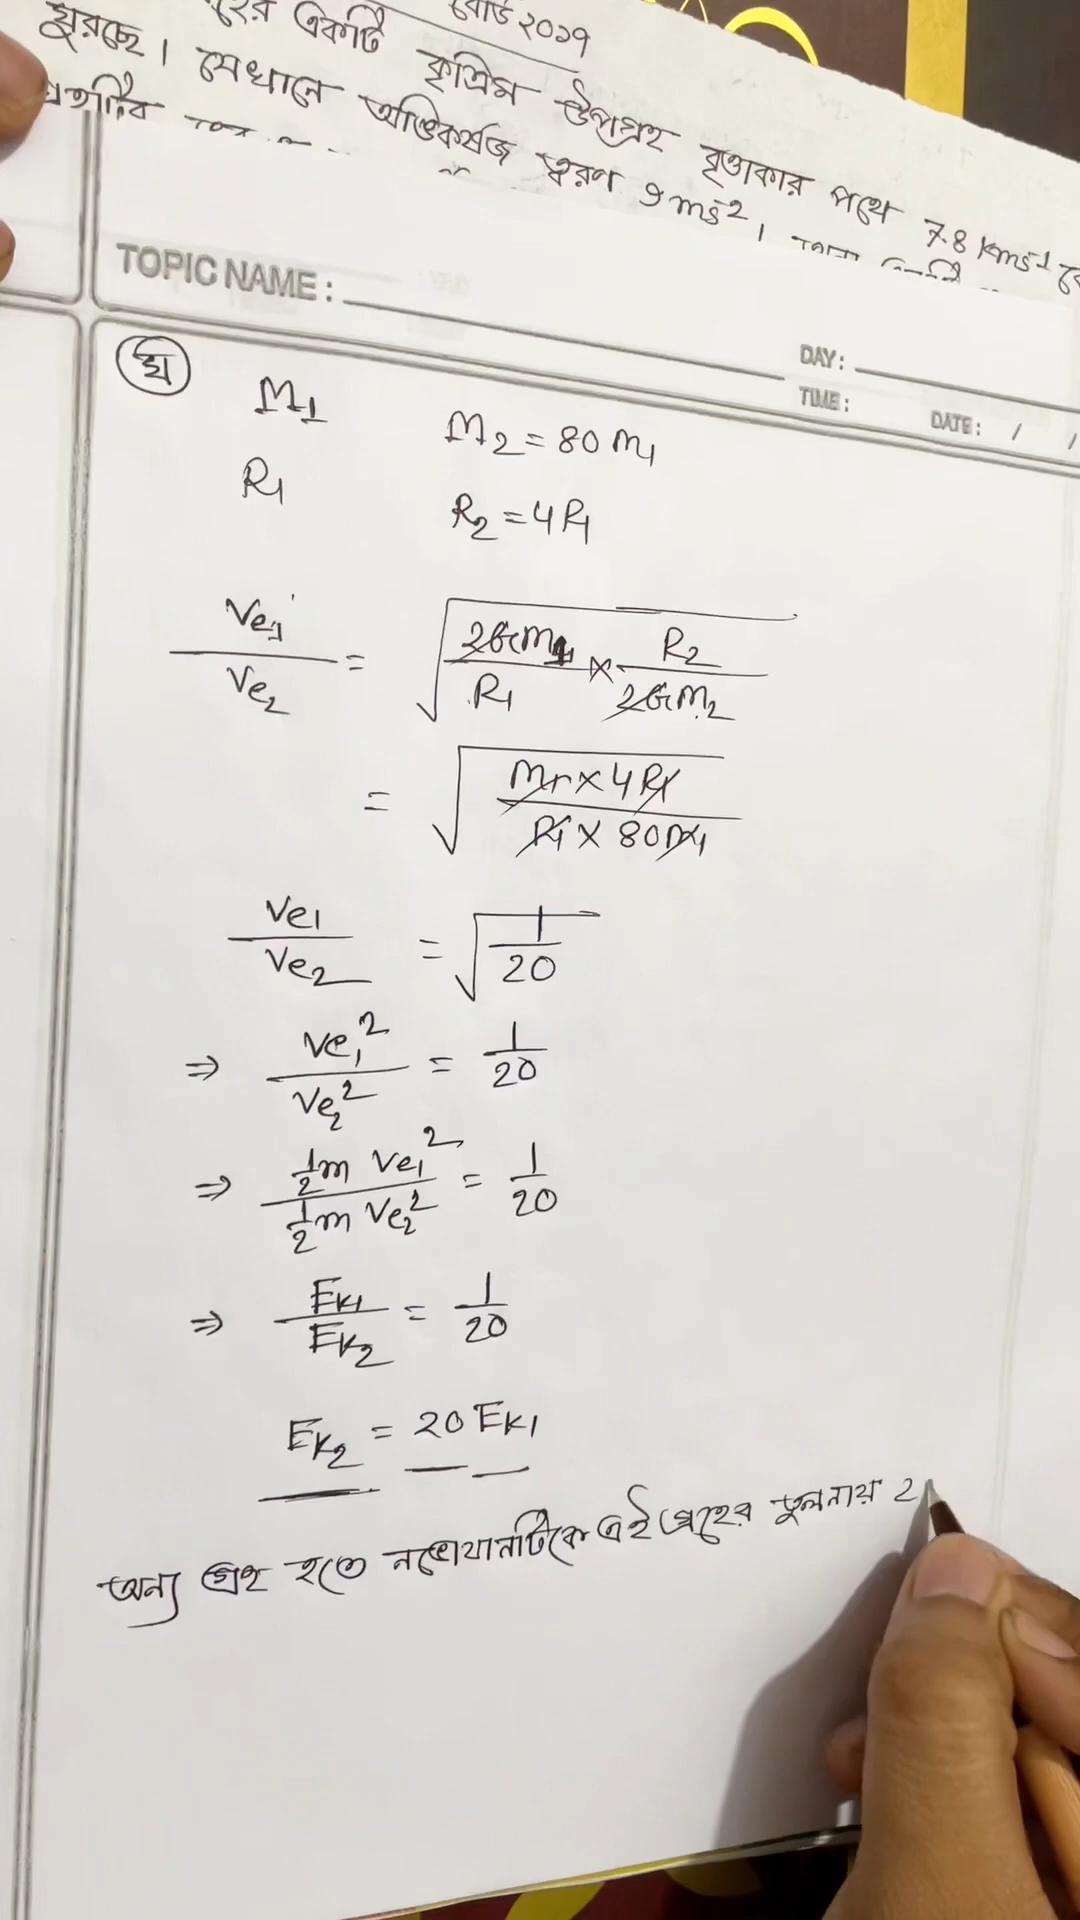 বোর্ড ২০১৭
একটি কৃত্রিম উপগ্রহ বৃত্তাকার পথে 7.8 kms⁻¹
ঘুরছে। সেখানে অভিকর্ষজ ত্বরণ 9 ms⁻²।
TOPIC NAME :
DAY :
TIME :
DATE : / /
ঘ
M₁ M₂ = 80 M₁
R₁ R₂ = 4R₁
Ve₁/Ve₂ = √(2GM₁/R₁ × R₂/2GM₂)
= √(M₁ × 4R₁ / R₁ × 80M₁)
Ve₁/Ve₂ = √(1/20)
⇒ Ve₁²/Ve₂² = 1/20
⇒ ½m Ve₁² / ½m Ve₂² = 1/20
⇒ EK₁/EK₂ = 1/20
EK₂ = 20 EK₁
অন্য গ্রহ হতে নভোযানটিকে এই গ্রহের তুলনায় 2